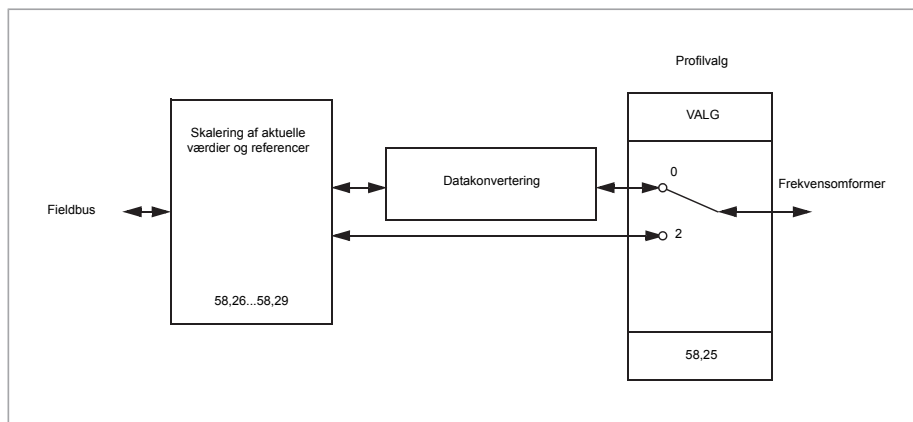 Profilvalg
VALG
Skalering af aktuelle
værdier og referencer
Datakonvertering
0
Frekvensomformer
Fieldbus
2
58,26...58,29
58,25